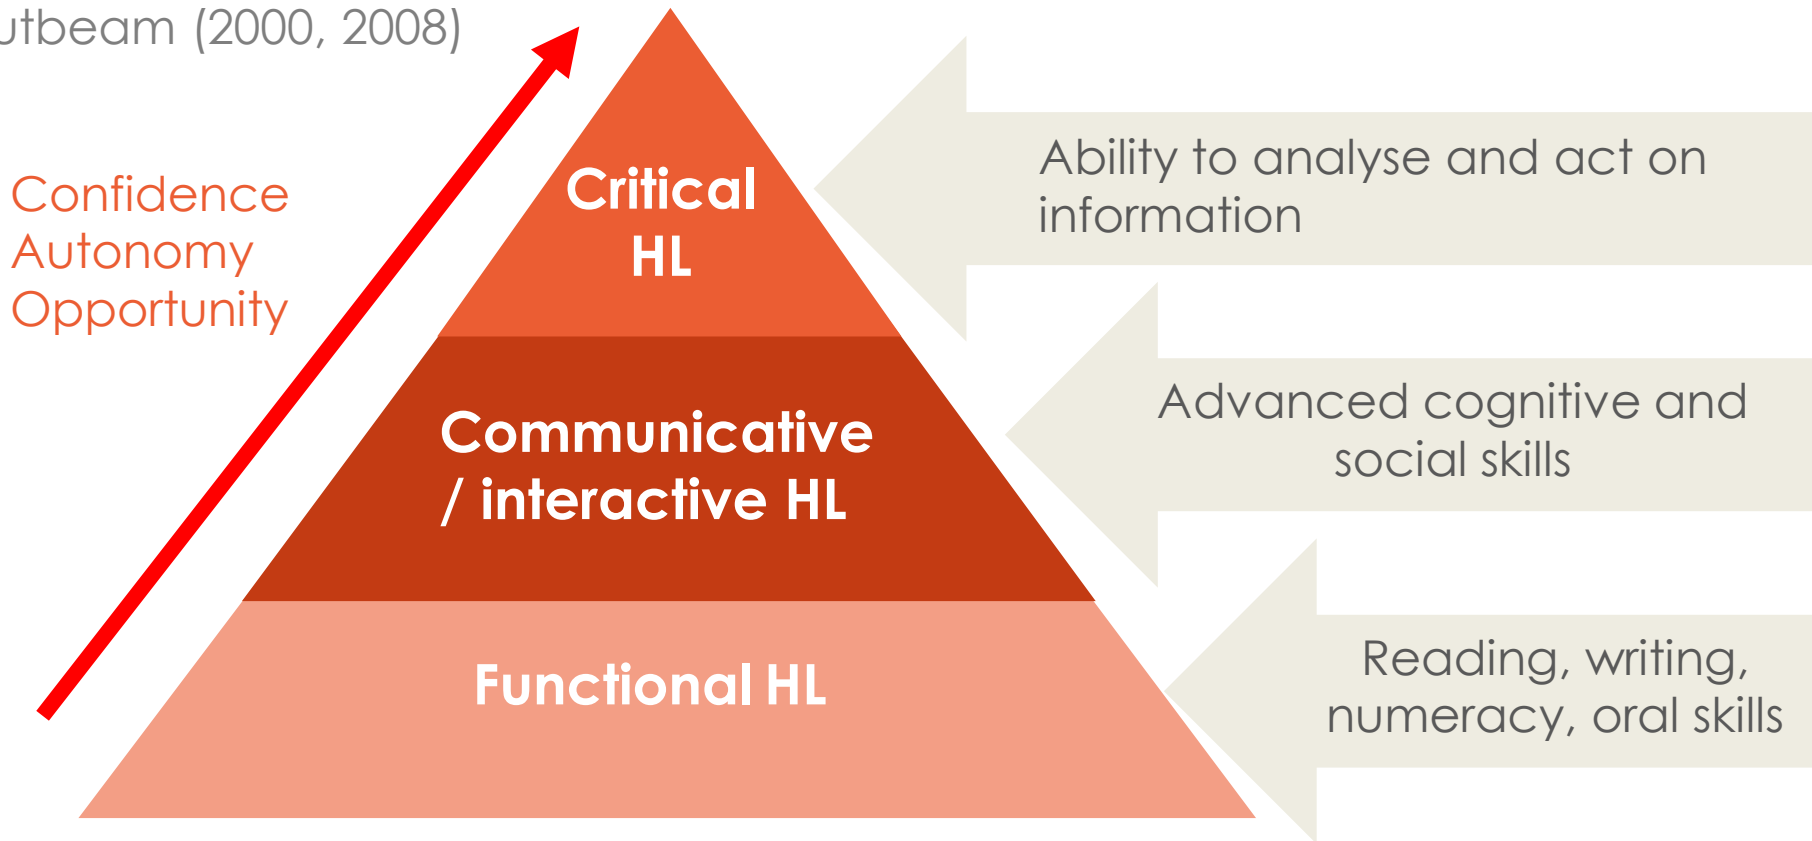 utbeam (2000, 2008)
Confidence
Autonomy
Opportunity
Critical
HL
Communicative
/ interactive HL
Functional HL
Ability to analyse and act on
information
Advanced cognitive and
social skills
Reading, writing,
numeracy, oral skills